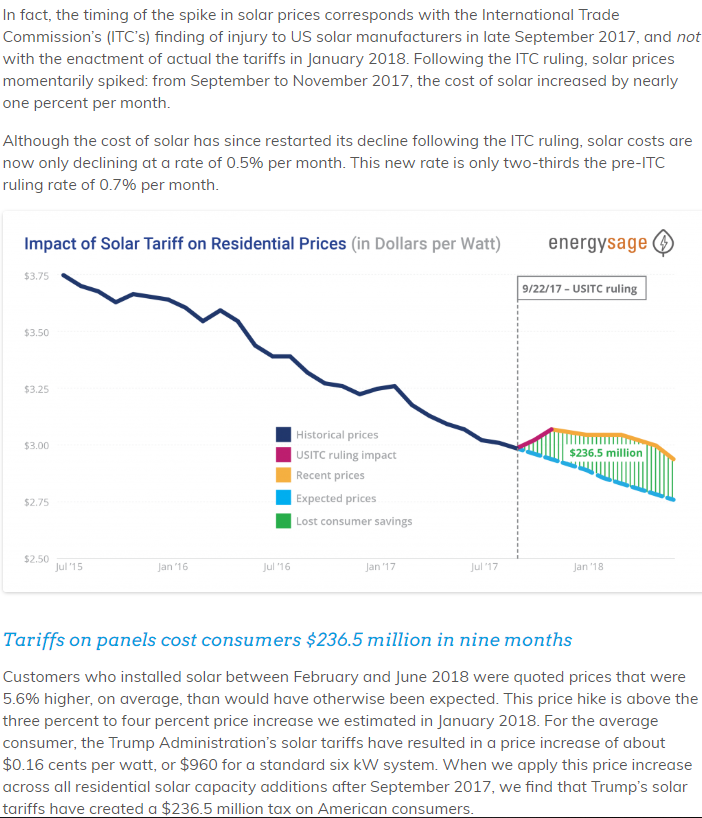 In fact, the timing of the spike in solar prices corresponds with the International Trade
Commission's (ITC's) finding of injury to US solar manufacturers in late September 2017, and not
with the enactment of actual the tariffs in January 2018. Following the ITC ruling, solar prices
momentarily spiked: from September to November 2017, the cost of solar increased by nearly
one percent per month.
Although the cost of solar has since restarted its decline following the ITC ruling, solar costs are
now only declining at a rate of 0.5% per month. This new rate is only two-thirds the pre-ITC
ruling rate of 0.7% per month.
Impact of Solar Tariff on Residential Prices (in Dollars per Watt)
energysage
$3.75
9/22/17 – USITC ruling
$3.50
$3.25
Historical prices
$3.00
USITC ruling impact
$236.5 million
Recent prices
Expected prices
$2.75
Lost consumer savings
$2.50
Jul '15
Jan '16
Jul '16
Jan '17
Jul '17
Jan '18
Tariffs on panels cost consumers $236.5 million in nine months
Customers who installed solar between February and June 2018 were quoted prices that were
5.6% higher, on average, than would have otherwise been expected. This price hike is above the
three percent to four percent price increase we estimated in January 2018. For the average
consumer, the Trump Administration's solar tariffs have resulted in a price increase of about
$0.16 cents per watt, or $960 for a standard six kW system. When we apply this price increase
across all residential solar capacity additions after September 2017, we find that Trump's solar
tariffs have created a $236.5 million tax on American consumers.